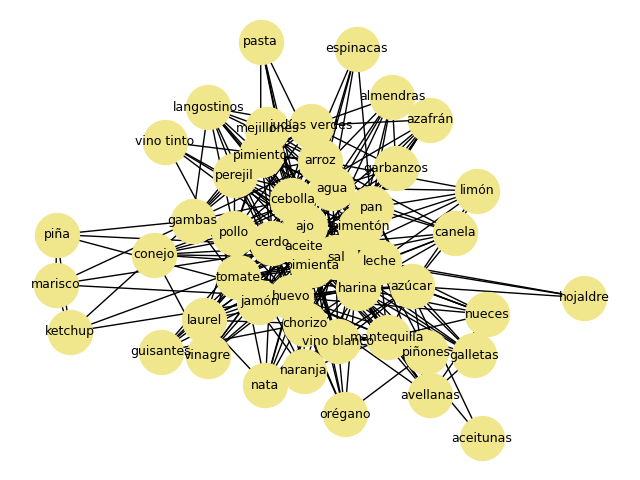 pasta
espinacas
almendras
langostinos
azafrán
mejillones
judías verdes
vino tinto
pimiento
arroz
garbanzos
perejil
agua
limón
cebolla
pan
gambas
ajo
pimentón
canela
piña
pollo
cerdo
aceite
conejo
sal
leche
pimienta
marisco
tomates
azúcar
harina
huevo
jamón
hojaldre
nueces
laurel
chorizo
ketchup
mantequilla
vino blanco
guisantes
vinagre
piñones
galletas
naranja
nata
avellanas
orégano
aceitunas